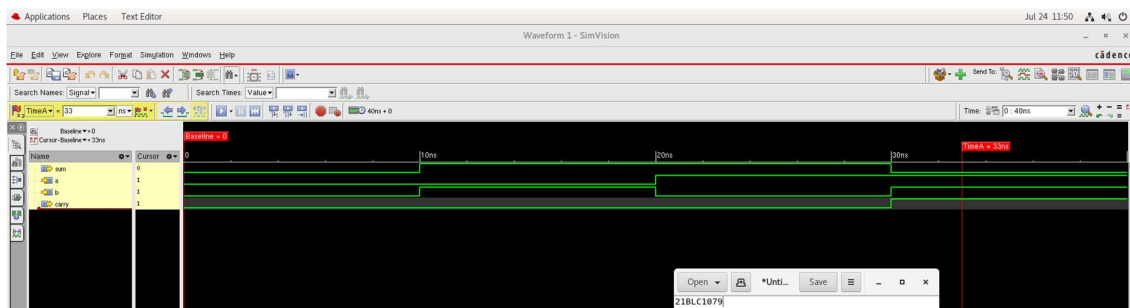 Applications Places Text Editor Jul 24 11:50
Waveform 1 - SimVision
File Edit View Explore Format Simulation Windows Help cādence
Send To:
Search Names: Signal Search Times: Value
TimeA = 33 ns 40ns + 0 Time: 0 : 40ns
Baseline = 0
Cursor-Baseline = 33ns
Baseline = 0
TimeA = 33ns
Name Cursor 0 10ns 20ns 30ns
sum 0
a 1
b 1
carry 1
Open *Unti... Save
21BLC1079